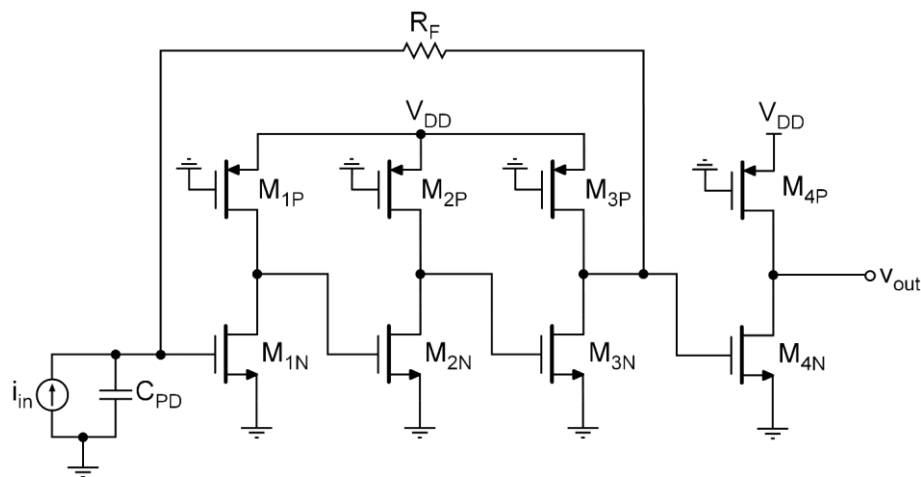 R_F
V_DD
V_DD
M_1P
M_2P
M_3P
M_4P
v_out
M_1N
M_2N
M_3N
M_4N
i_in
C_PD